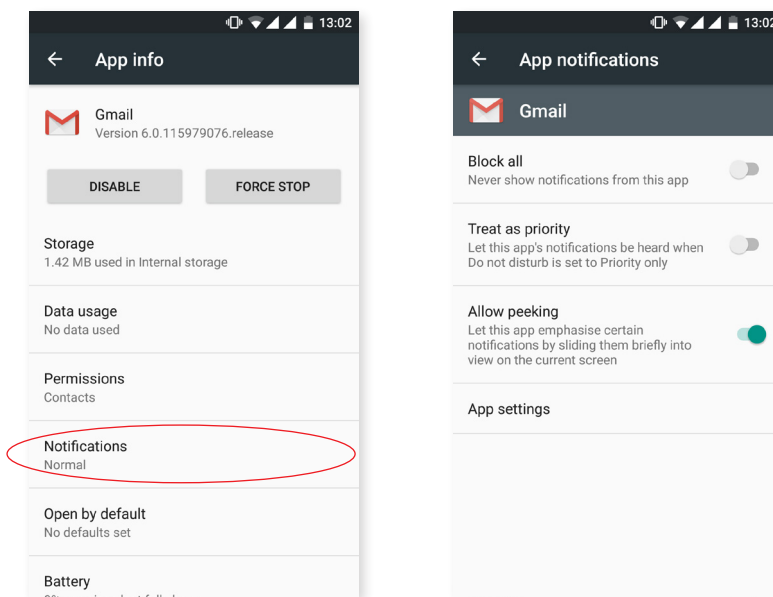 13:02
App info
Gmail
Version 6.0.115979076.release
DISABLE
FORCE STOP
Storage
1.42 MB used in Internal storage
Data usage
No data used
Permissions
Contacts
Notifications
Normal
Open by default
No defaults set
Battery
13:02
App notifications
Gmail
Block all
Never show notifications from this app
Treat as priority
Let this app's notifications be heard when
Do not disturb is set to Priority only
Allow peeking
Let this app emphasise certain
notifications by sliding them briefly into
view on the current screen
App settings